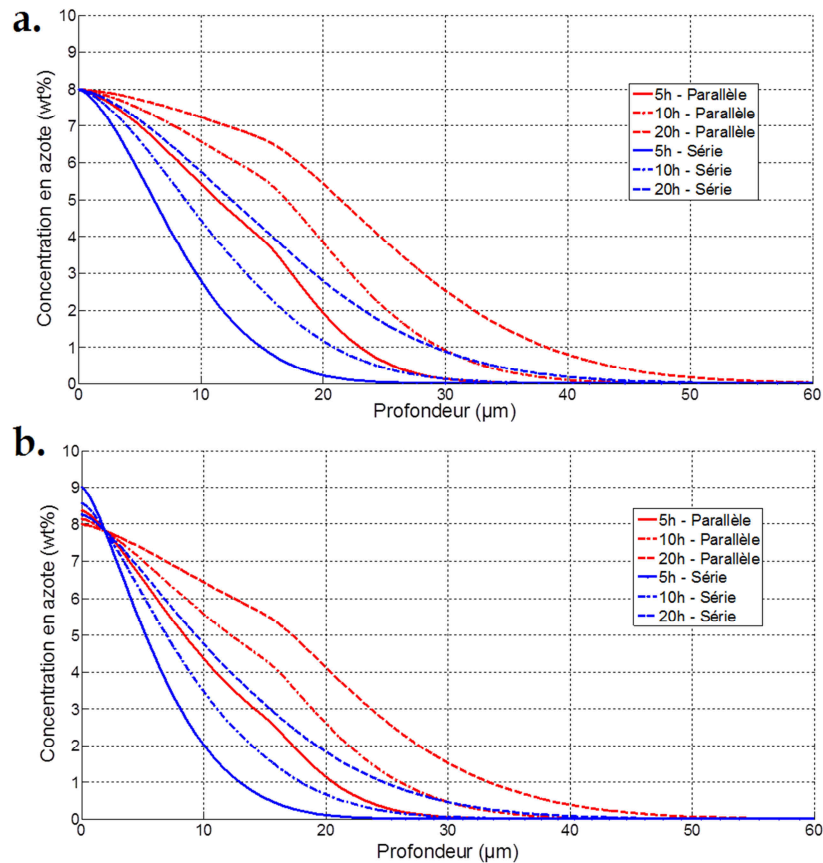 a.
10
9
8
7
6
5
4
3
2
1
0
Concentration en azote (wt%)
5h - Parallèle
10h - Parallèle
20h - Parallèle
5h - Série
10h - Série
20h - Série
0 10 20 30 40 50 60
Profondeur (µm)
b.
10
9
8
7
6
5
4
3
2
1
0
Concentration en azote (wt%)
5h - Parallèle
10h - Parallèle
20h - Parallèle
5h - Série
10h - Série
20h - Série
0 10 20 30 40 50 60
Profondeur (µm)